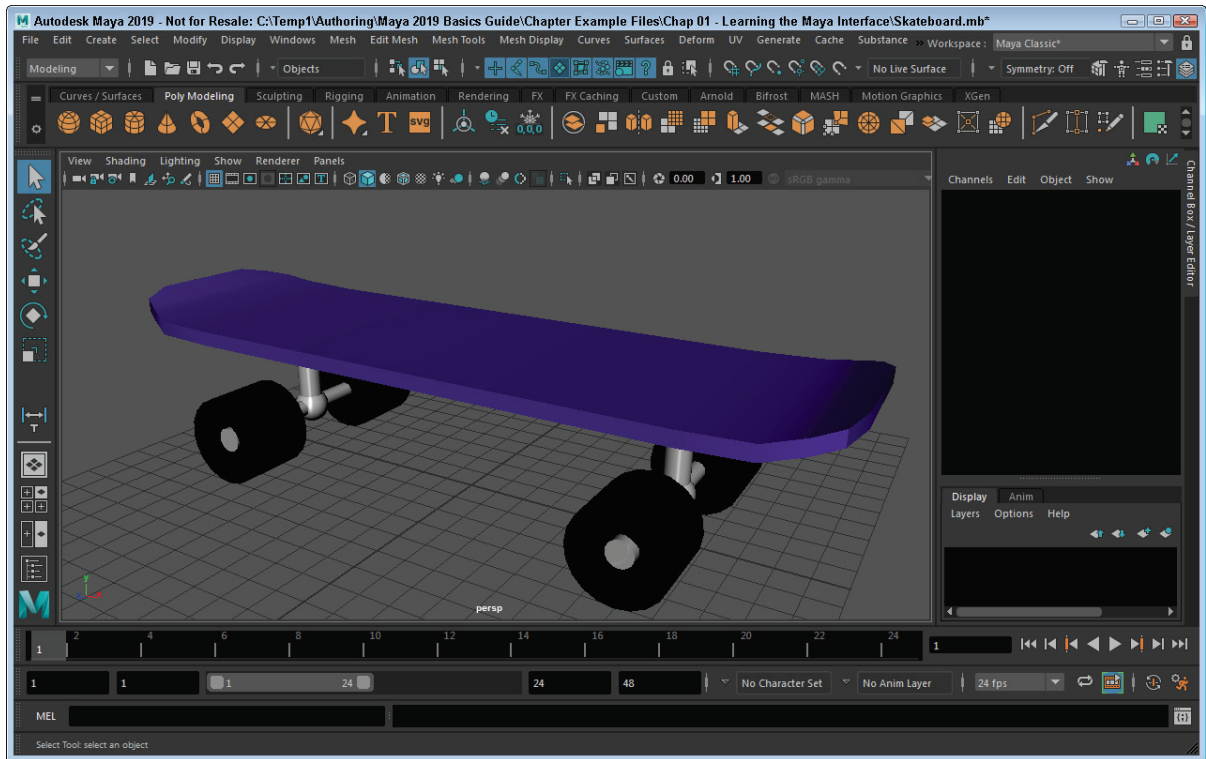 Autodesk Maya 2019 - Not for Resale: C:\Temp1\Authoring\Maya 2019 Basics Guide\Chapter Example Files\Chap 01 - Learning the Maya Interface\Skateboard.mb*
File Edit Create Select Modify Display Windows Mesh Edit Mesh Mesh Tools Mesh Display Curves Surfaces Deform UV Generate Cache Substance Workspace : Maya Classic*
Modeling Objects No Live Surface Symmetry: Off
Curves / Surfaces Poly Modeling Sculpting Rigging Animation Rendering FX FX Caching Custom Arnold Bifrost MASH Motion Graphics XGen
T svg 0,0,0
View Shading Lighting Show Renderer Panels
0.00 1.00 sRGB gamma
Channels Edit Object Show
Channel Box / Layer Editor
T
Display Anim
Layers Options Help
y
persp
M
1 2 4 6 8 10 12 14 16 18 20 22 24 1
1 1 1 24 24 48 No Character Set No Anim Layer 24 fps
MEL
Select Tool: select an object